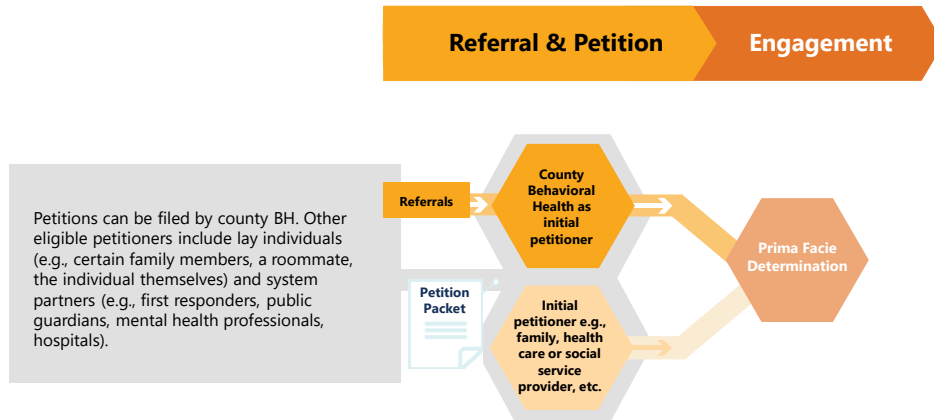 Referral & Petition
Engagement
Petitions can be filed by county BH. Other
eligible petitioners include lay individuals
(e.g., certain family members, a roommate,
the individual themselves) and system
partners (e.g., first responders, public
guardians, mental health professionals,
hospitals).
Referrals
County
Behavioral
Health as
initial
petitioner
Petition
Packet
Initial
petitioner e.g.,
family, health
care or social
service
provider, etc.
Prima Facie
Determination